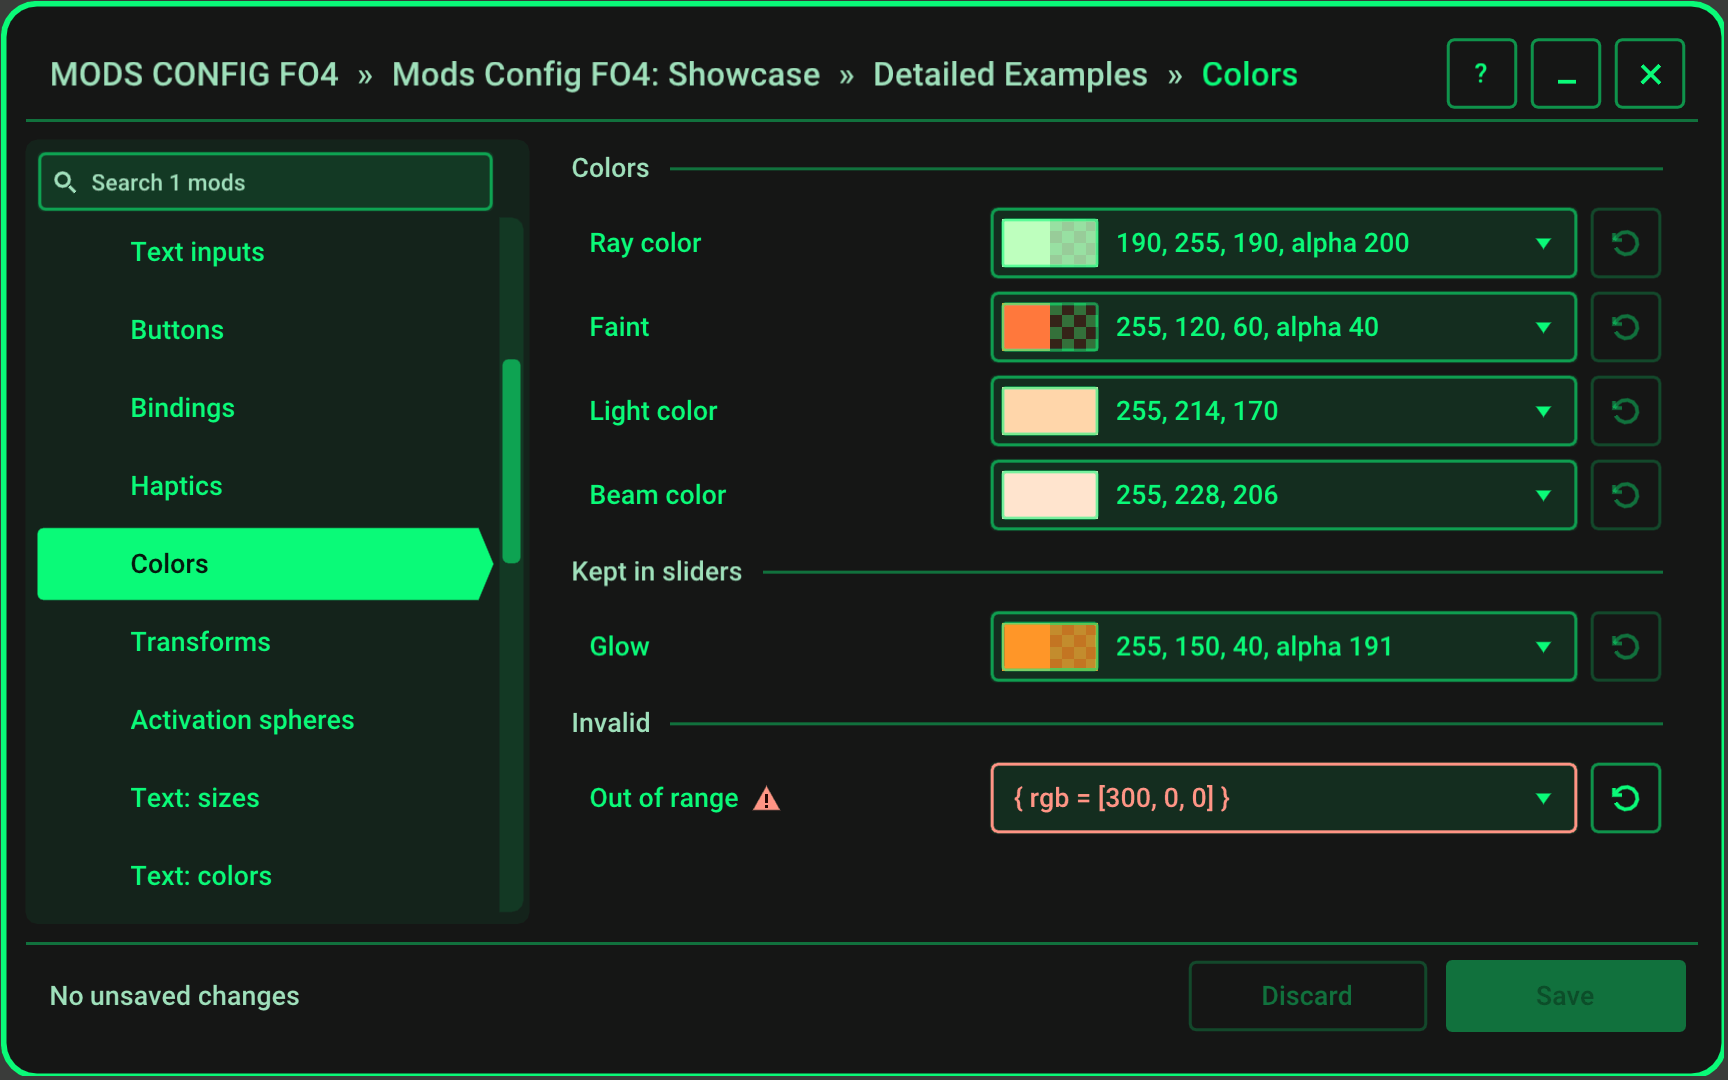 MODS CONFIG FO4 » Mods Config FO4: Showcase » Detailed Examples » Colors ?
Search 1 mods
Text inputs
Buttons
Bindings
Haptics
Colors
Transforms
Activation spheres
Text: sizes
Text: colors
Colors
Ray color 190, 255, 190, alpha 200
Faint 255, 120, 60, alpha 40
Light color 255, 214, 170
Beam color 255, 228, 206
Kept in sliders
Glow 255, 150, 40, alpha 191
Invalid
Out of range { rgb = [300, 0, 0] }
No unsaved changes
Discard
Save